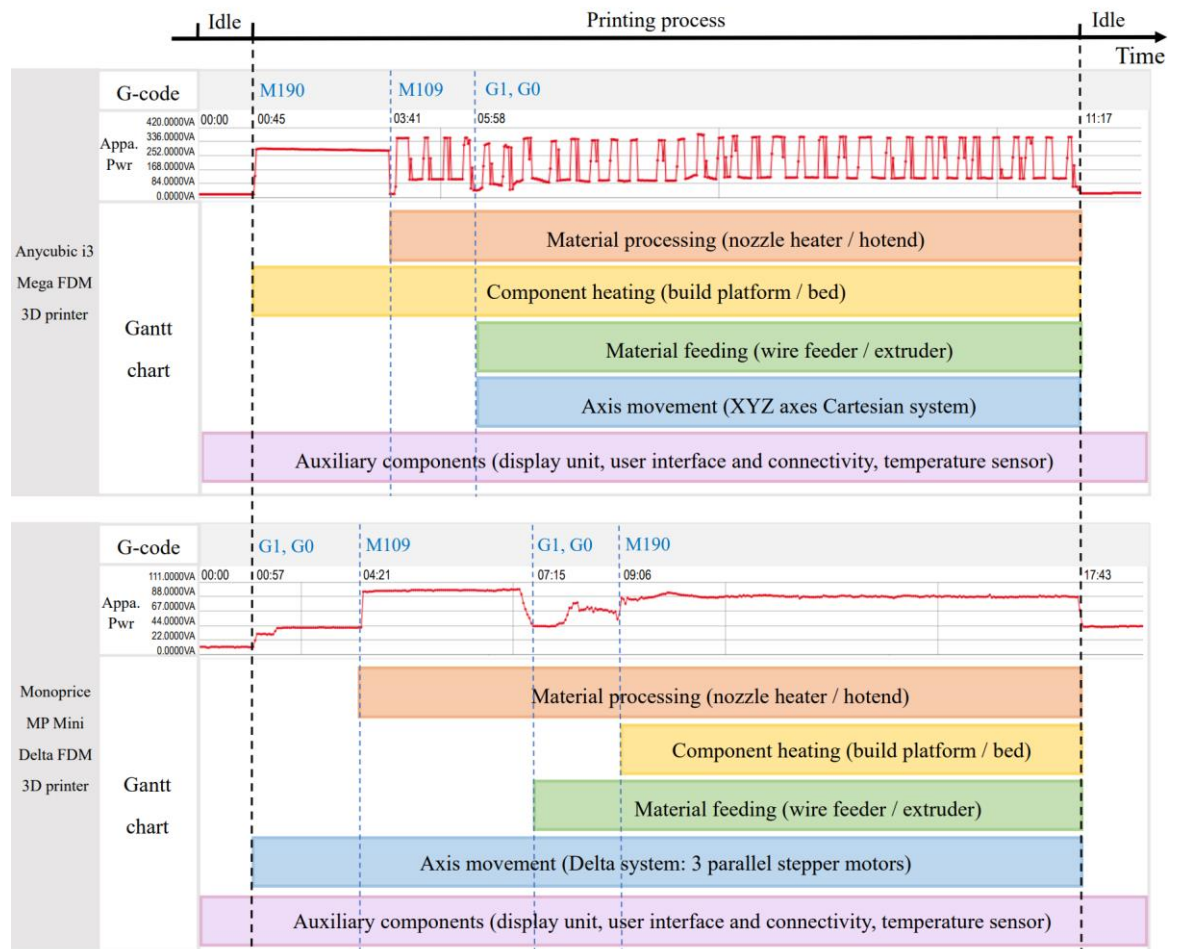 Idle
Printing process
Idle
Time
G-code
M190
M109
G1, G0
Appa.
Pwr
420.0000VA
336.0000VA
252.0000VA
168.0000VA
84.0000VA
0.0000VA
00:00
00:45
03:41
05:58
11:17
Anycubic i3
Mega FDM
3D printer
Gantt
chart
Material processing (nozzle heater / hotend)
Component heating (build platform / bed)
Material feeding (wire feeder / extruder)
Axis movement (XYZ axes Cartesian system)
Auxiliary components (display unit, user interface and connectivity, temperature sensor)
G-code
G1, G0
M109
G1, G0
M190
Appa.
Pwr
111.0000VA
88.0000VA
67.0000VA
44.0000VA
22.0000VA
0.0000VA
00:00
00:57
04:21
07:15
09:06
17:43
Monoprice
MP Mini
Delta FDM
3D printer
Gantt
chart
Material processing (nozzle heater / hotend)
Component heating (build platform / bed)
Material feeding (wire feeder / extruder)
Axis movement (Delta system: 3 parallel stepper motors)
Auxiliary components (display unit, user interface and connectivity, temperature sensor)